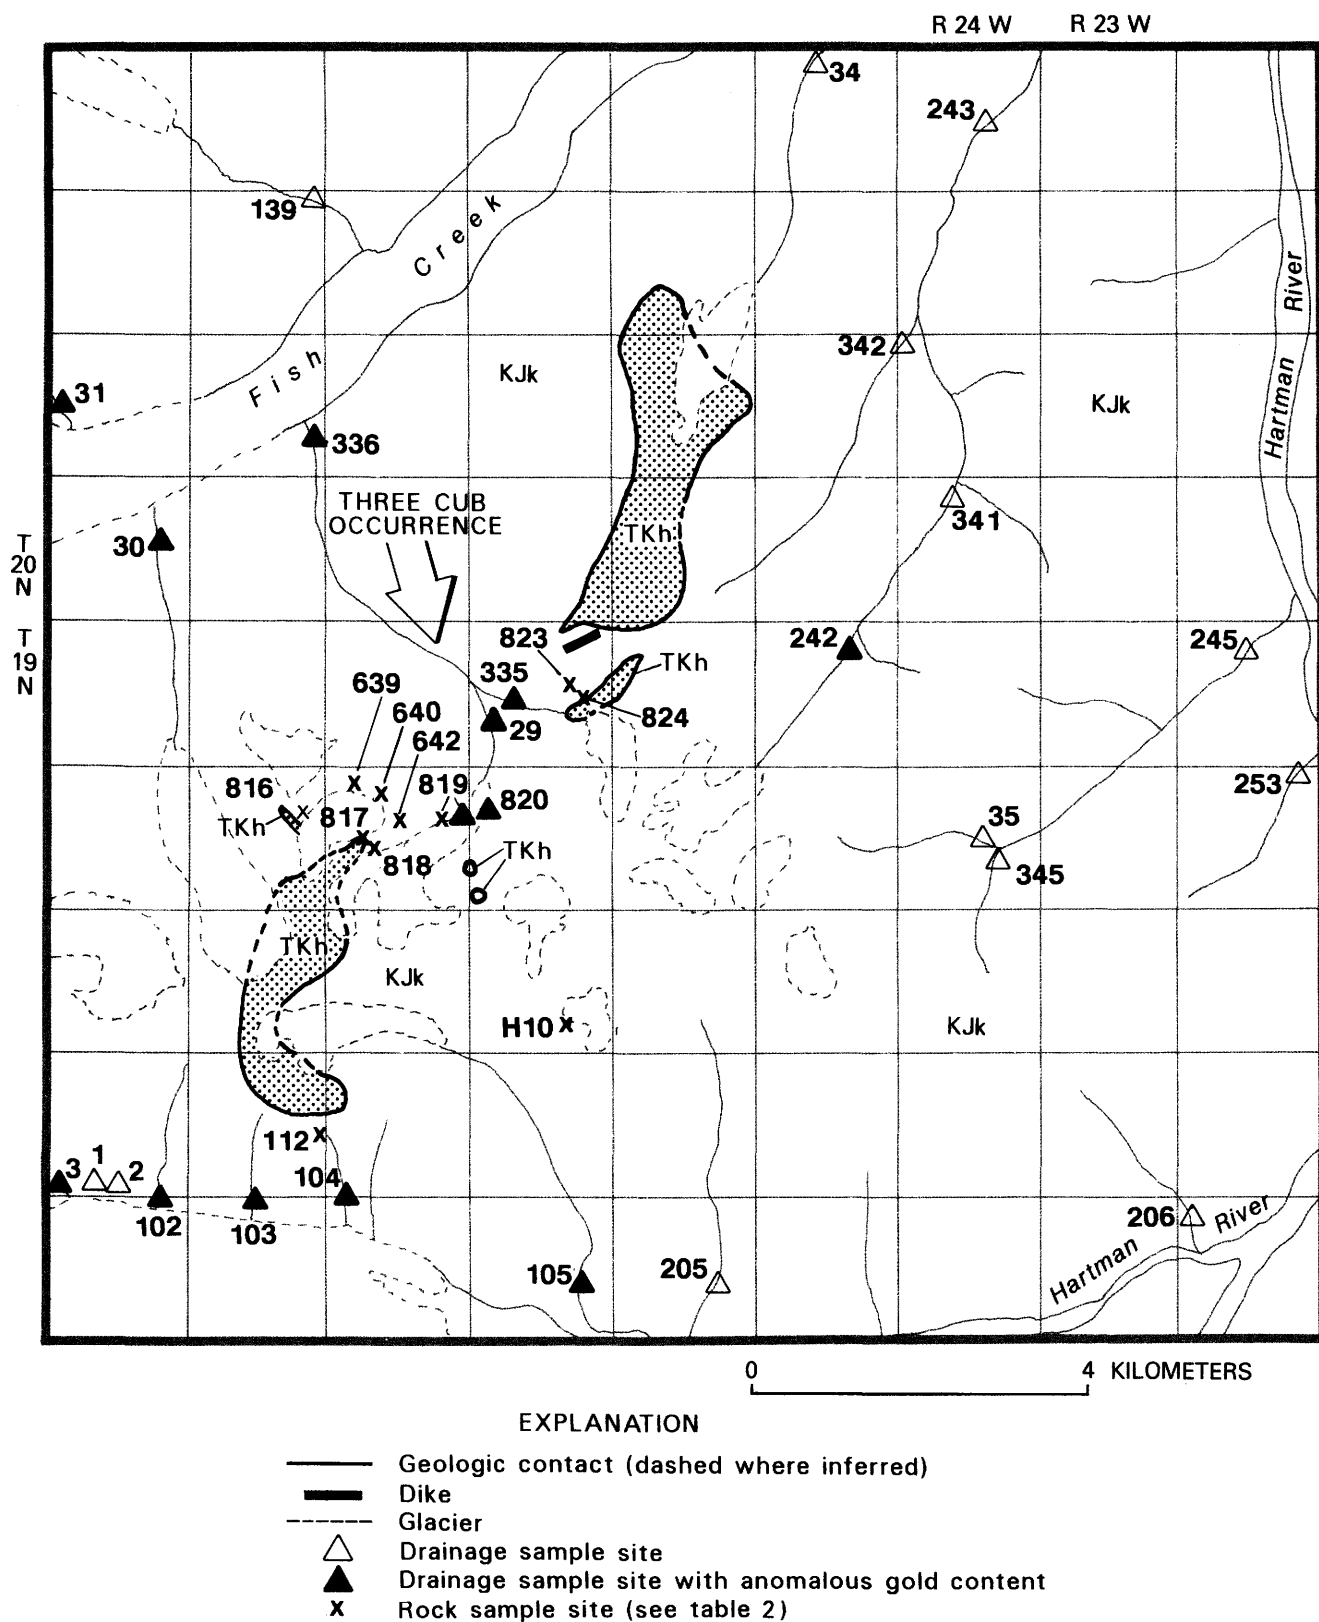 R 24 W R 23 W
34
243
139
Fish Creek
Hartman River
342
KJk
KJk
31
336
THREE CUB
OCCURRENCE
341
TKh
30
T
20
N
T
19
N
823
242
245
TKh
335
639
824
640
29
642
816
819
820
253
TKh
817
35
TKh
818
345
TKh
KJk
H10
KJk
112
3
1
2
104
102
103
206
Hartman River
105
205
0 4 KILOMETERS
EXPLANATION
Geologic contact (dashed where inferred)
Dike
Glacier
Drainage sample site
Drainage sample site with anomalous gold content
x Rock sample site (see table 2)